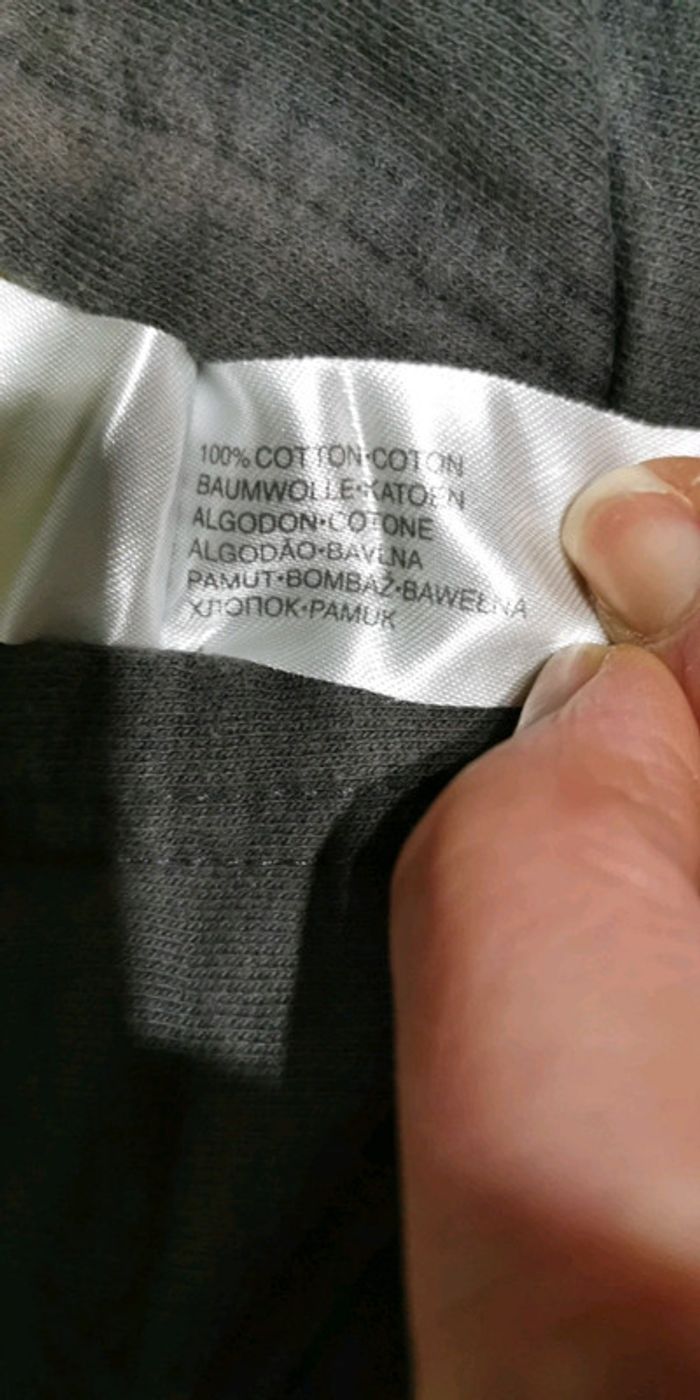 100% COTTON•COTON
BAUMWOLLE•KATOEN
ALGODON•COTONE
ALGODÃO•BAVLNA
PAMUT•BOMBAŽ•BAWEŁNA
ХЛОПОК•PAMUK